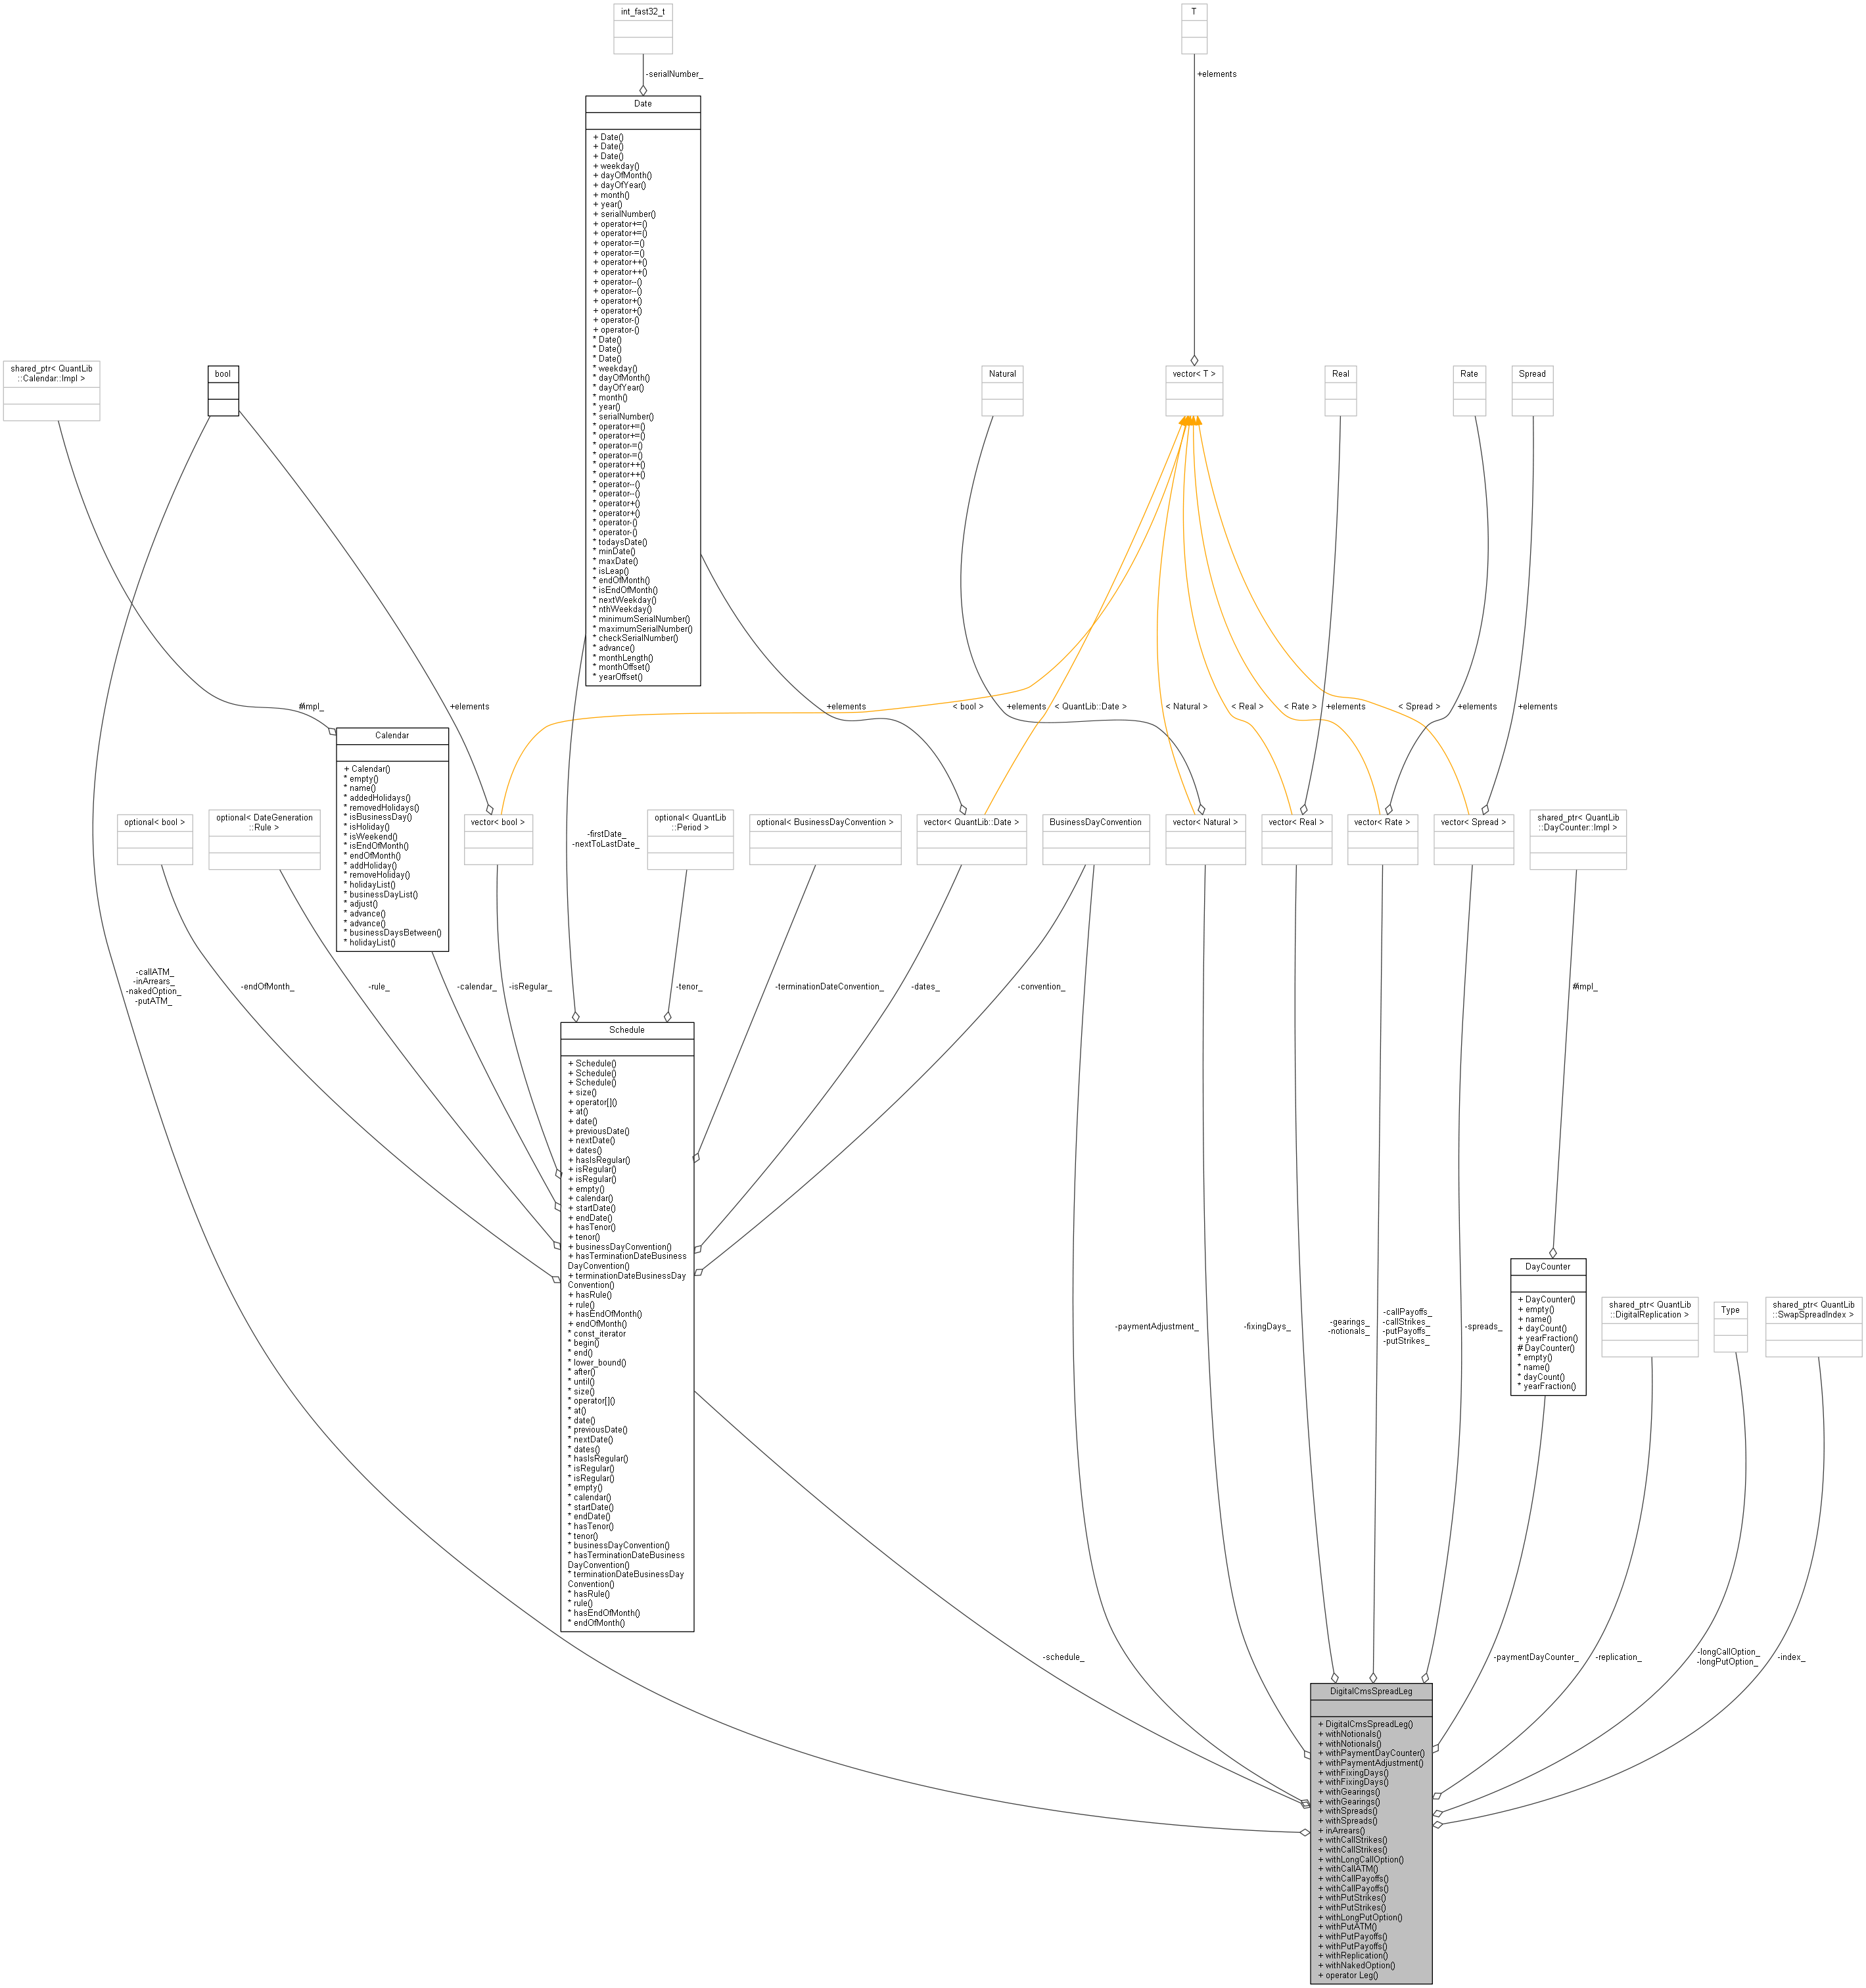 int_fast32_t
T
-serialNumber_
+elements
Date
+ Date()
+ Date()
+ Date()
+ weekday()
+ dayOfMonth()
+ dayOfYear()
+ month()
+ year()
+ serialNumber()
+ operator+=()
+ operator+=()
+ operator-=()
+ operator-=()
+ operator++()
+ operator++()
+ operator--()
+ operator--()
+ operator+()
+ operator+()
+ operator-()
+ operator-()
* Date()
* Date()
* Date()
* weekday()
* dayOfMonth()
* dayOfYear()
* month()
* year()
* serialNumber()
* operator+=()
* operator+=()
* operator-=()
* operator-=()
* operator++()
* operator++()
* operator--()
* operator--()
* operator+()
* operator+()
* operator-()
* operator-()
* todaysDate()
* minDate()
* maxDate()
* isLeap()
* endOfMonth()
* isEndOfMonth()
* nextWeekday()
* nthWeekday()
* minimumSerialNumber()
* maximumSerialNumber()
* checkSerialNumber()
* advance()
* monthLength()
* monthOffset()
* yearOffset()
shared_ptr< QuantLib
::Calendar::Impl >
bool
Natural
vector< T >
Real
Rate
Spread
#impl_
+elements
+elements
< bool >
+elements
< QuantLib::Date >
< Natural >
< Real >
< Rate >
+elements
< Spread >
+elements
+elements
Calendar
+ Calendar()
* empty()
* name()
* addedHolidays()
* removedHolidays()
* isBusinessDay()
* isHoliday()
* isWeekend()
* isEndOfMonth()
* endOfMonth()
* addHoliday()
* removeHoliday()
* holidayList()
* businessDayList()
* adjust()
* advance()
* advance()
* businessDaysBetween()
* holidayList()
optional< bool >
optional< DateGeneration
::Rule >
vector< bool >
-firstDate_
-nextToLastDate_
optional< QuantLib
::Period >
optional< BusinessDayConvention >
vector< QuantLib::Date >
BusinessDayConvention
vector< Natural >
vector< Real >
vector< Rate >
vector< Spread >
shared_ptr< QuantLib
::DayCounter::Impl >
-callATM_
-inArrears_
-nakedOption_
-putATM_
-endOfMonth_
-rule_
-calendar_
-isRegular_
-tenor_
-terminationDateConvention_
-dates_
-convention_
#impl_
Schedule
+ Schedule()
+ Schedule()
+ Schedule()
+ size()
+ operator[]()
+ at()
+ date()
+ previousDate()
+ nextDate()
+ dates()
+ hasIsRegular()
+ isRegular()
+ isRegular()
+ empty()
+ calendar()
+ startDate()
+ endDate()
+ hasTenor()
+ tenor()
+ businessDayConvention()
+ hasTerminationDateBusiness
DayConvention()
+ terminationDateBusinessDay
Convention()
+ hasRule()
+ rule()
+ hasEndOfMonth()
+ endOfMonth()
* const_iterator
* begin()
* end()
* lower_bound()
* after()
* until()
* size()
* operator[]()
* at()
* date()
* previousDate()
* nextDate()
* dates()
* hasIsRegular()
* isRegular()
* isRegular()
* empty()
* calendar()
* startDate()
* endDate()
* hasTenor()
* tenor()
* businessDayConvention()
* hasTerminationDateBusiness
DayConvention()
* terminationDateBusinessDay
Convention()
* hasRule()
* rule()
* hasEndOfMonth()
* endOfMonth()
DayCounter
+ DayCounter()
+ empty()
+ name()
+ dayCount()
+ yearFraction()
# DayCounter()
* empty()
* name()
* dayCount()
* yearFraction()
shared_ptr< QuantLib
::DigitalReplication >
Type
shared_ptr< QuantLib
::SwapSpreadIndex >
-paymentAdjustment_
-fixingDays_
-gearings_
-notionals_
-callPayoffs_
-callStrikes_
-putPayoffs_
-putStrikes_
-spreads_
-schedule_
-paymentDayCounter_
-replication_
-longCallOption_
-longPutOption_
-index_
DigitalCmsSpreadLeg
+ DigitalCmsSpreadLeg()
+ withNotionals()
+ withNotionals()
+ withPaymentDayCounter()
+ withPaymentAdjustment()
+ withFixingDays()
+ withFixingDays()
+ withGearings()
+ withGearings()
+ withSpreads()
+ withSpreads()
+ inArrears()
+ withCallStrikes()
+ withCallStrikes()
+ withLongCallOption()
+ withCallATM()
+ withCallPayoffs()
+ withCallPayoffs()
+ withPutStrikes()
+ withPutStrikes()
+ withLongPutOption()
+ withPutATM()
+ withPutPayoffs()
+ withPutPayoffs()
+ withReplication()
+ withNakedOption()
+ operator Leg()